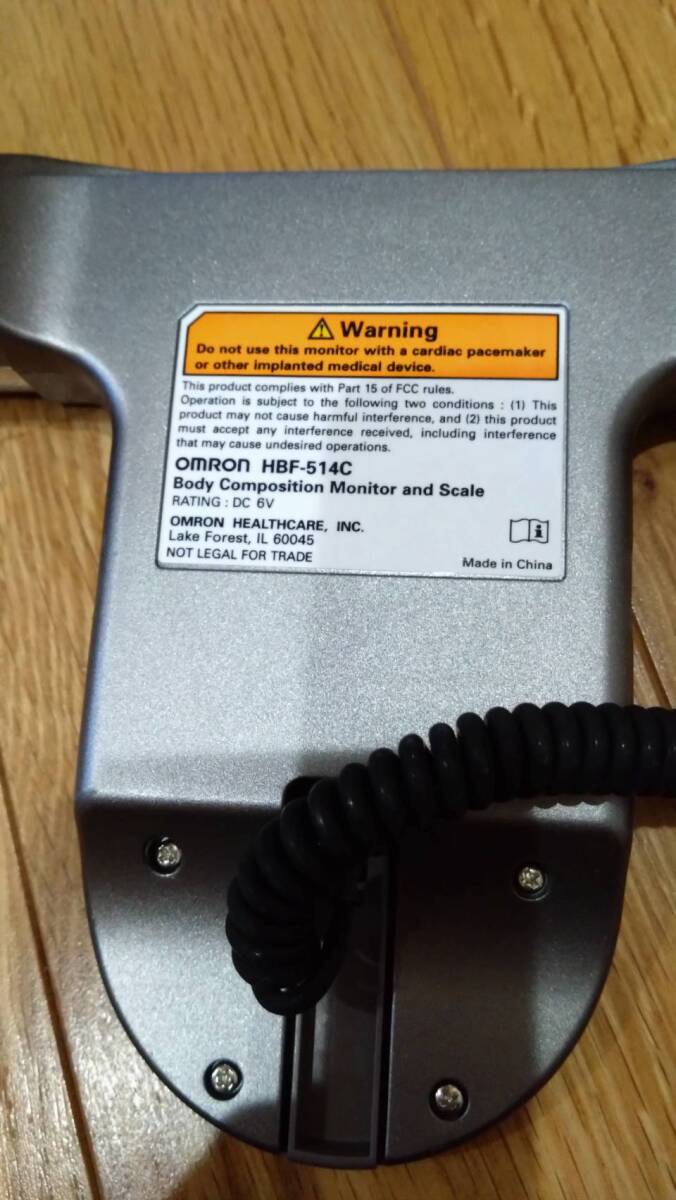 Warning
Do not use this monitor with a cardiac pacemaker
or other implanted medical device.
This product complies with Part 15 of FCC rules.
Operation is subject to the following two conditions : (1) This
product may not cause harmful interference, and (2) this product
must accept any interference received, including interference
that may cause undesired operations.
OMRON HBF-514C
Body Composition Monitor and Scale
RATING : DC 6V
OMRON HEALTHCARE, INC.
Lake Forest, IL 60045
NOT LEGAL FOR TRADE
Made in China